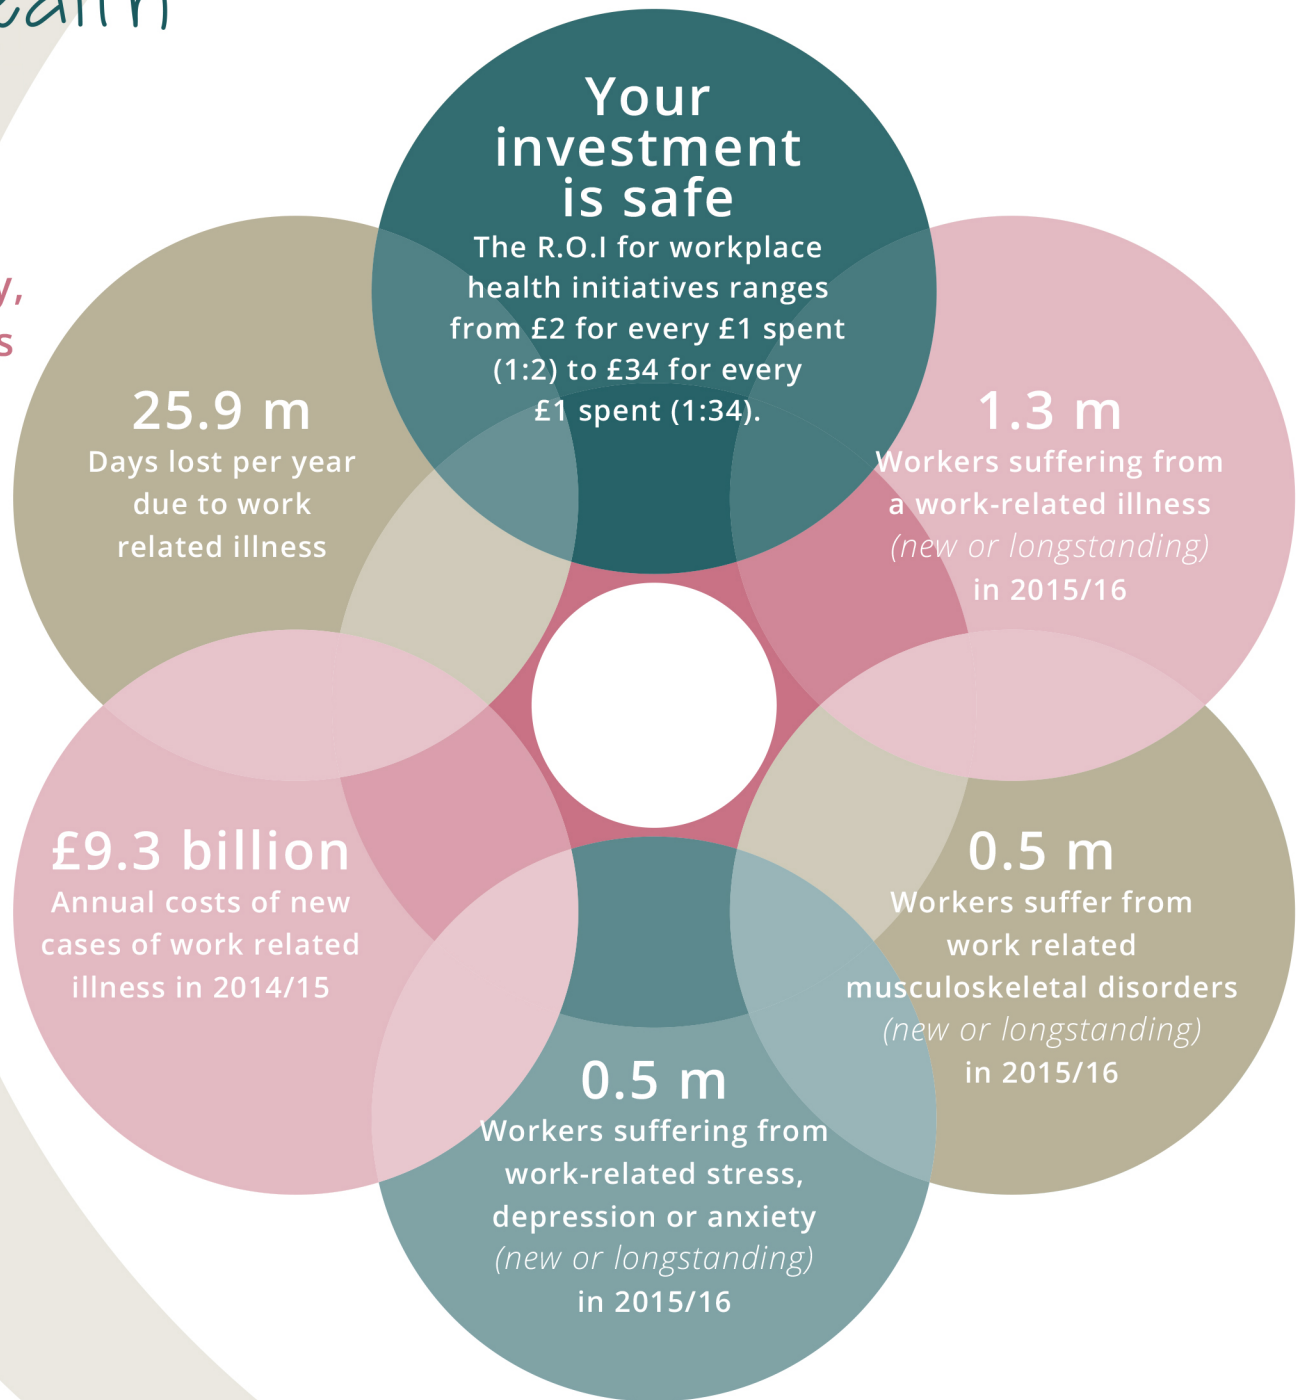 Your
investment
is safe
The R.O.I for workplace
health initiatives ranges
from £2 for every £1 spent
(1:2) to £34 for every
£1 spent (1:34).
25.9 m
Days lost per year
due to work
related illness
1.3 m
Workers suffering from
a work-related illness
(new or longstanding)
in 2015/16
£9.3 billion
Annual costs of new
cases of work related
illness in 2014/15
0.5 m
Workers suffer from
work related
musculoskeletal disorders
(new or longstanding)
in 2015/16
0.5 m
Workers suffering from
work-related stress,
depression or anxiety
(new or longstanding)
in 2015/16